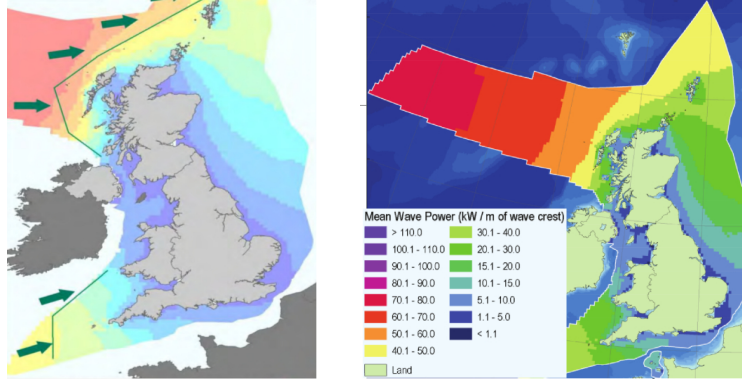 Mean Wave Power (kW / m of wave crest)
> 110.0 30.1 - 40.0
100.1 - 110.0 20.1 - 30.0
90.1 - 100.0 15.1 - 20.0
80.1 - 90.0 10.1 - 15.0
70.1 - 80.0 5.1 - 10.0
60.1 - 70.0 1.1 - 5.0
50.1 - 60.0 < 1.1
40.1 - 50.0
Land